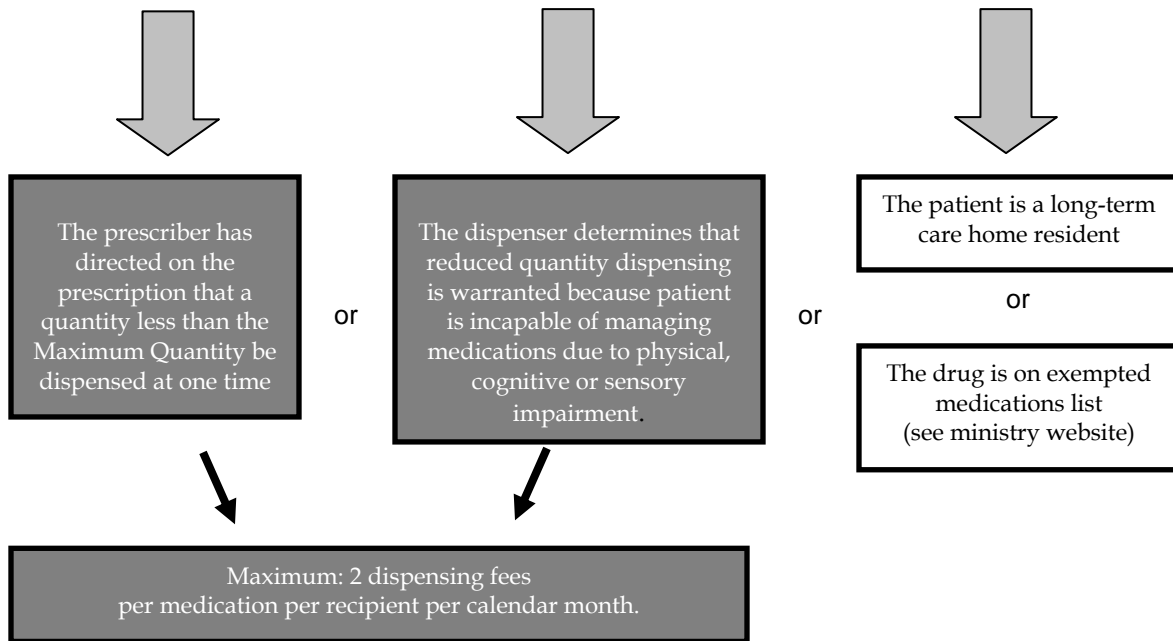 The prescriber has
directed on the
prescription that a
quantity less than the
Maximum Quantity be
dispensed at one time
or
The dispenser determines that
reduced quantity dispensing
is warranted because patient
is incapable of managing
medications due to physical,
cognitive or sensory
impairment.
or
The patient is a long-term
care home resident
or
The drug is on exempted
medications list
(see ministry website)
Maximum: 2 dispensing fees
per medication per recipient per calendar month.